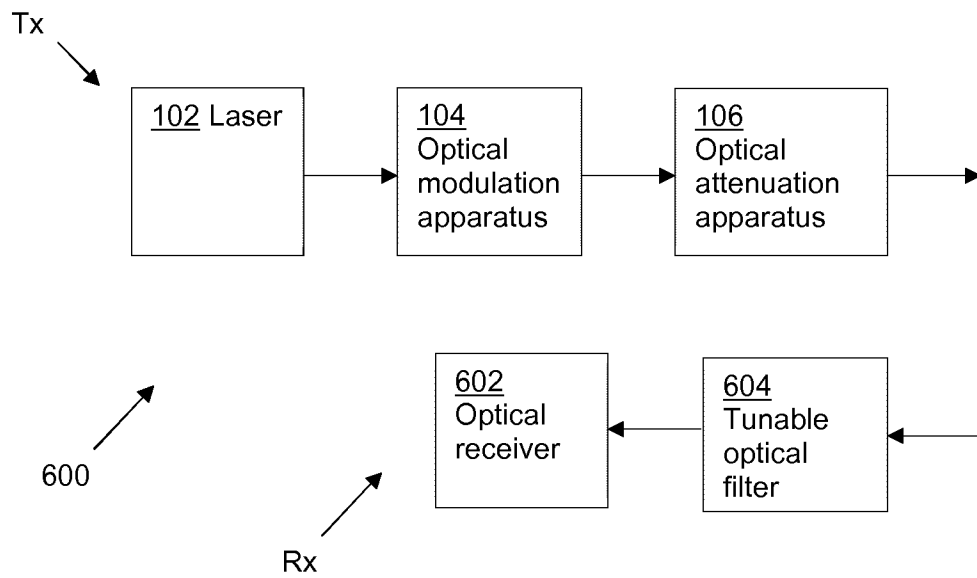 Tx
102 Laser
104
Optical
modulation
apparatus
106
Optical
attenuation
apparatus
602
Optical
receiver
604
Tunable
optical
filter
600
Rx